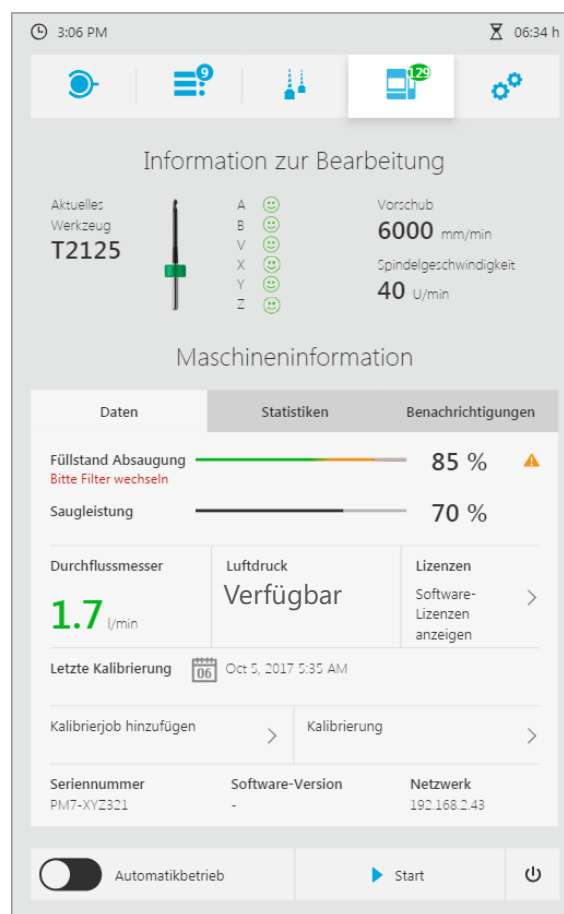 3:06 PM
06:34 h
9
129
Information zur Bearbeitung
Aktuelles
Werkzeug
T2125
A
B
V
X
Y
Z
Vorschub
6000 mm/min
Spindelgeschwindigkeit
40 U/min
Maschineninformation
Daten
Statistiken
Benachrichtigungen
Füllstand Absaugung
85 %
Bitte Filter wechseln
Saugleistung
70 %
Durchflussmesser
1.7 l/min
Luftdruck
Verfügbar
Lizenzen
Software-
Lizenzen
anzeigen
Letzte Kalibrierung
06
Oct 5, 2017 5:35 AM
Kalibrierjob hinzufügen
Kalibrierung
Seriennummer
PM7-XYZ321
Software-Version
-
Netzwerk
192.168.2.43
Automatikbetrieb
Start